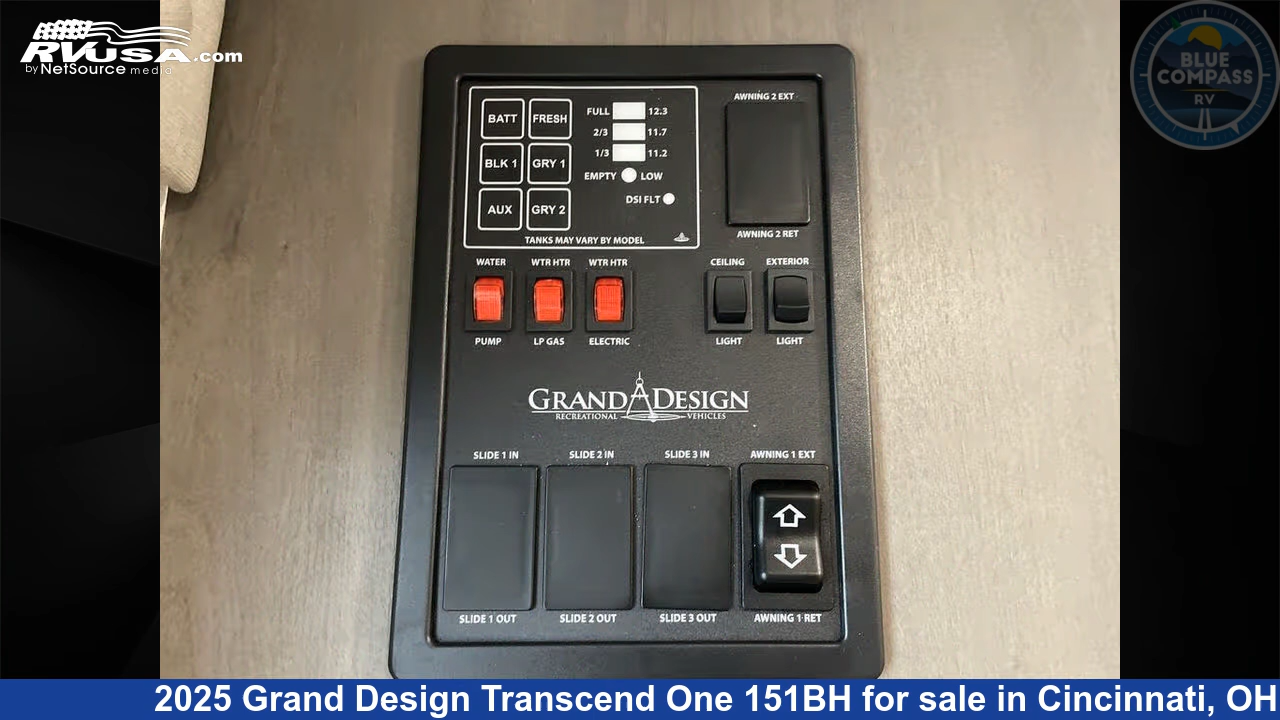 RVUSA.com
by NetSource media
BLUE
COMPASS
RV
BATT FRESH
BLK 1 GRY 1
AUX GRY 2
FULL 12.3
2/3 11.7
1/3 11.2
EMPTY LOW
DSI FLT
TANKS MAY VARY BY MODEL
AWNING 2 EXT
AWNING 2 RET
WATER WTR HTR WTR HTR CEILING EXTERIOR
PUMP LP GAS ELECTRIC LIGHT LIGHT
GRAND DESIGN
RECREATIONAL VEHICLES
SLIDE 1 IN SLIDE 2 IN SLIDE 3 IN AWNING 1 EXT
SLIDE 1 OUT SLIDE 2 OUT SLIDE 3 OUT AWNING 1 RET
2025 Grand Design Transcend One 151BH for sale in Cincinnati, OH